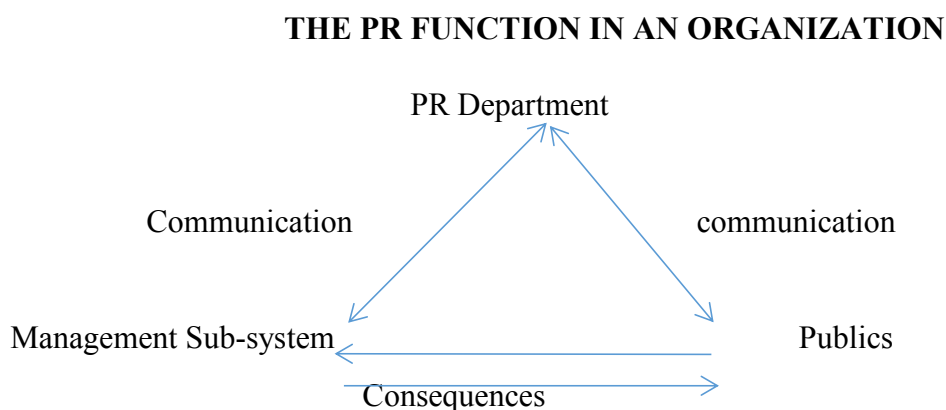 THE PR FUNCTION IN AN ORGANIZATION
PR Department
Communication communication
Management Sub-system Publics
Consequences